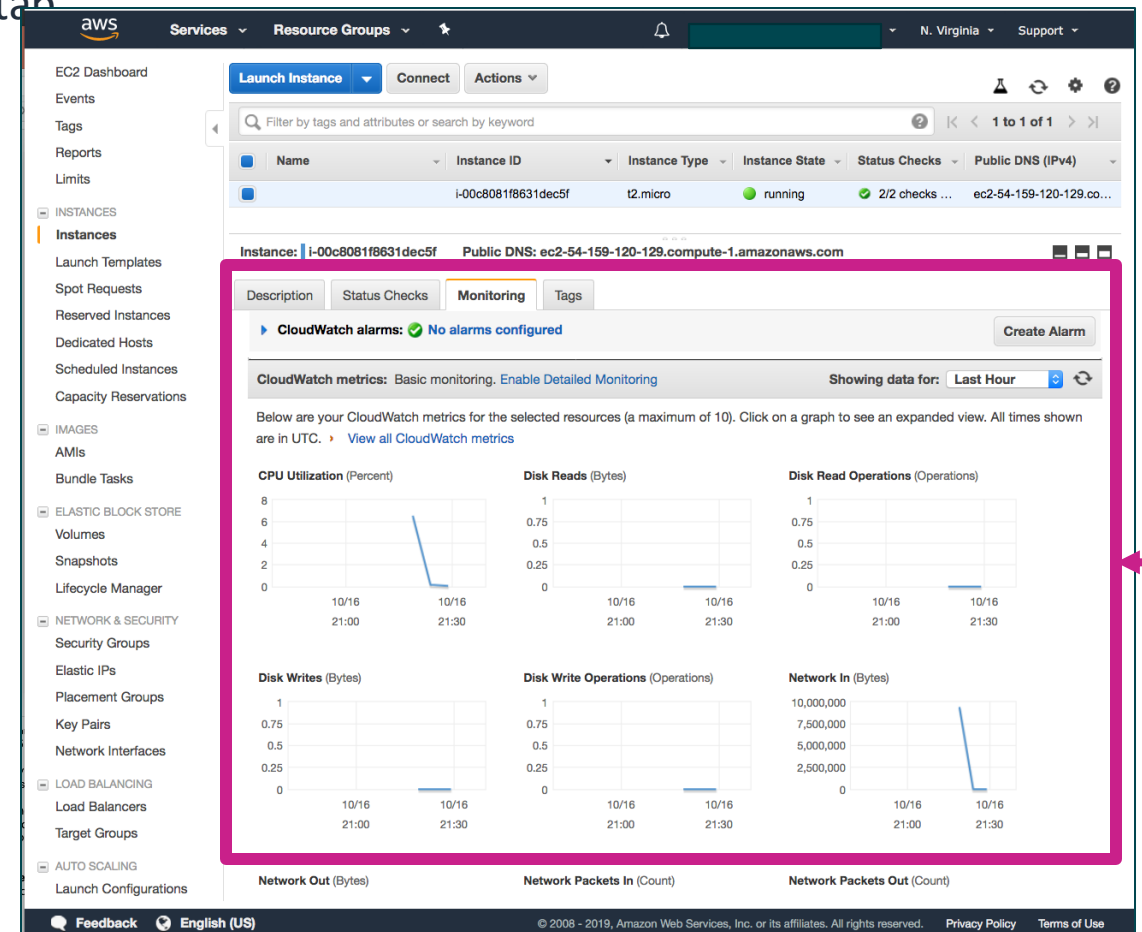 tab
aws Services Resource Groups N. Virginia Support
EC2 Dashboard
Events
Tags
Reports
Limits
INSTANCES
Instances
Launch Templates
Spot Requests
Reserved Instances
Dedicated Hosts
Scheduled Instances
Capacity Reservations
IMAGES
AMIs
Bundle Tasks
ELASTIC BLOCK STORE
Volumes
Snapshots
Lifecycle Manager
NETWORK & SECURITY
Security Groups
Elastic IPs
Placement Groups
Key Pairs
Network Interfaces
LOAD BALANCING
Load Balancers
Target Groups
AUTO SCALING
Launch Configurations
Launch Instance Connect Actions
Filter by tags and attributes or search by keyword 1 to 1 of 1
Name Instance ID Instance Type Instance State Status Checks Public DNS (IPv4)
i-00c8081f8631dec5f t2.micro running 2/2 checks ... ec2-54-159-120-129.co...
Instance: i-00c8081f8631dec5f Public DNS: ec2-54-159-120-129.compute-1.amazonaws.com
Description Status Checks Monitoring Tags
CloudWatch alarms: No alarms configured Create Alarm
CloudWatch metrics: Basic monitoring. Enable Detailed Monitoring Showing data for: Last Hour
Below are your CloudWatch metrics for the selected resources (a maximum of 10). Click on a graph to see an expanded view. All times shown
are in UTC. View all CloudWatch metrics
CPU Utilization (Percent)
8
6
4
2
0
10/16 10/16
21:00 21:30
Disk Reads (Bytes)
1
0.75
0.5
0.25
0
10/16 10/16
21:00 21:30
Disk Read Operations (Operations)
1
0.75
0.5
0.25
0
10/16 10/16
21:00 21:30
Disk Writes (Bytes)
1
0.75
0.5
0.25
0
10/16 10/16
21:00 21:30
Disk Write Operations (Operations)
1
0.75
0.5
0.25
0
10/16 10/16
21:00 21:30
Network In (Bytes)
10,000,000
7,500,000
5,000,000
2,500,000
0
10/16 10/16
21:00 21:30
Network Out (Bytes) Network Packets In (Count) Network Packets Out (Count)
Feedback English (US) © 2008 - 2019, Amazon Web Services, Inc. or its affiliates. All rights reserved. Privacy Policy Terms of Use